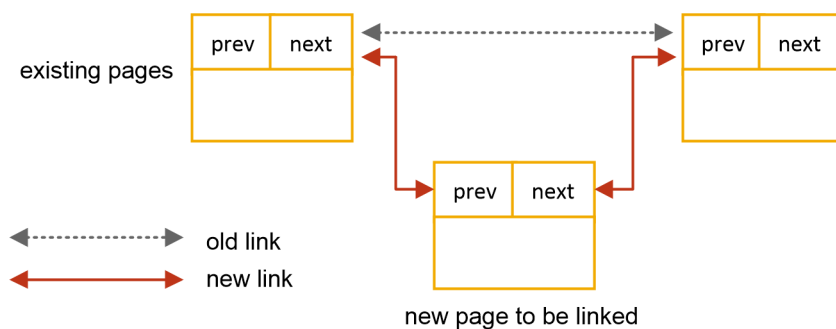 prev next
prev next
existing pages
prev next
old link
new link
new page to be linked